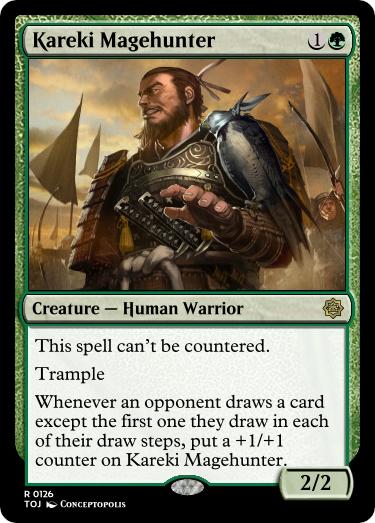 Kareki Magehunter 1
Creature — Human Warrior
This spell can't be countered.
Trample
Whenever an opponent draws a card
except the first one they draw in each
of their draw steps, put a +1/+1
counter on Kareki Magehunter.
2/2
R 0126
TOJ Conceptopolis